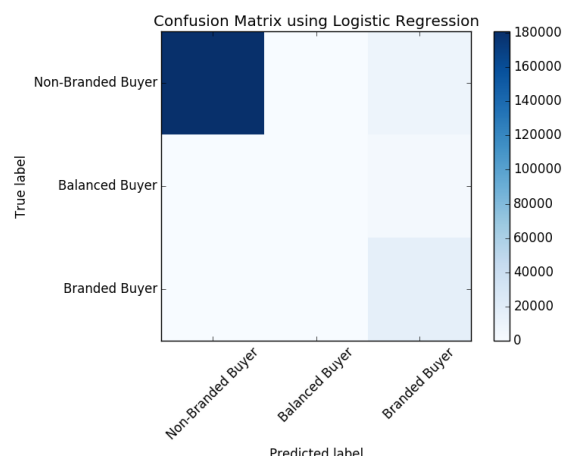 Confusion Matrix using Logistic Regression
True label
Non-Branded Buyer
Balanced Buyer
Branded Buyer
Non-Branded Buyer
Balanced Buyer
Branded Buyer
Predicted label
180000
160000
140000
120000
100000
80000
60000
40000
20000
0